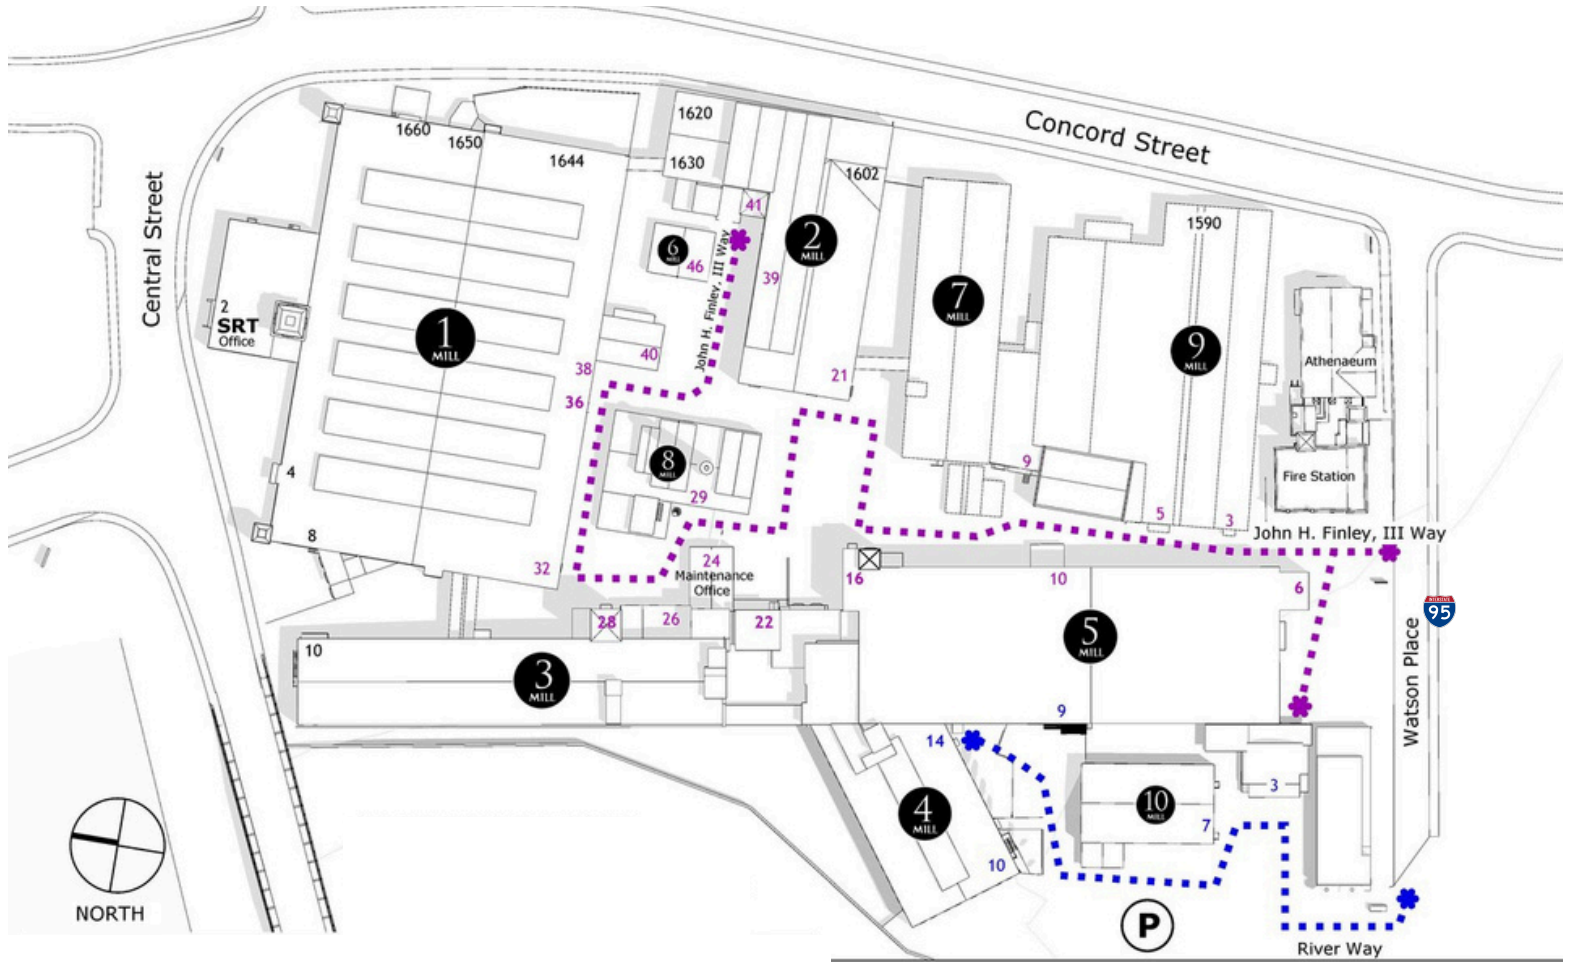 Concord Street
Central Street
1660
1650
1644
1620
1630
1602
1590
41
2
MILL
6
MILL
46
39
John H. Finley, III Way
7
MILL
2
SRT
Office
1
MILL
9
MILL
40
38
36
21
Athenaeum
8
MILL
29
9
4
Fire Station
5
3
8
John H. Finley, III Way
32
24
Maintenance
Office
16
10
6
INTERSTATE
95
28
26
22
10
3
MILL
5
MILL
Watson Place
9
14
3
4
MILL
10
MILL
7
10
P
NORTH
River Way